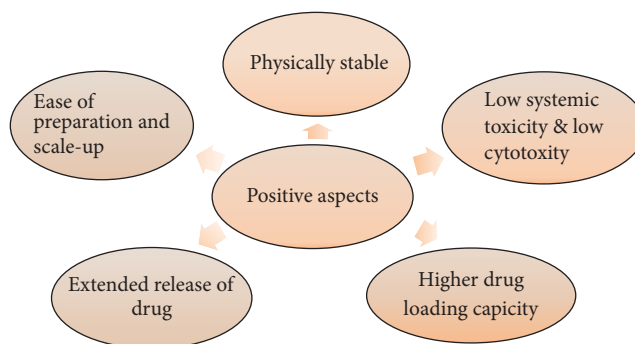 Physically stable
Ease of
preparation and
scale-up
Low systemic
toxicity & low
cytotoxity
Positive aspects
Extended release of
drug
Higher drug
loading capicity